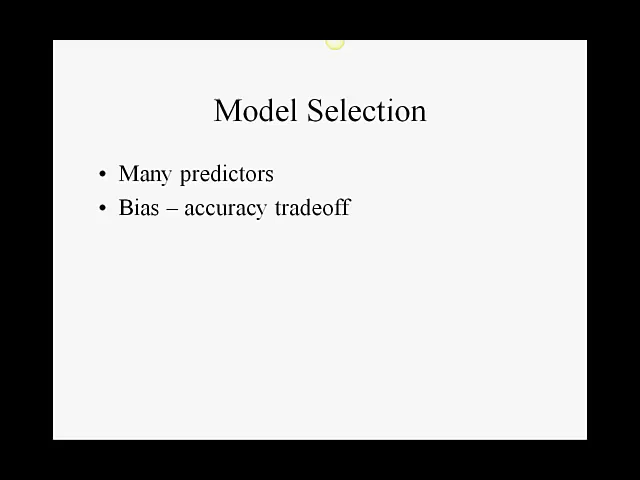 Model Selection
• Many predictors
• Bias – accuracy tradeoff